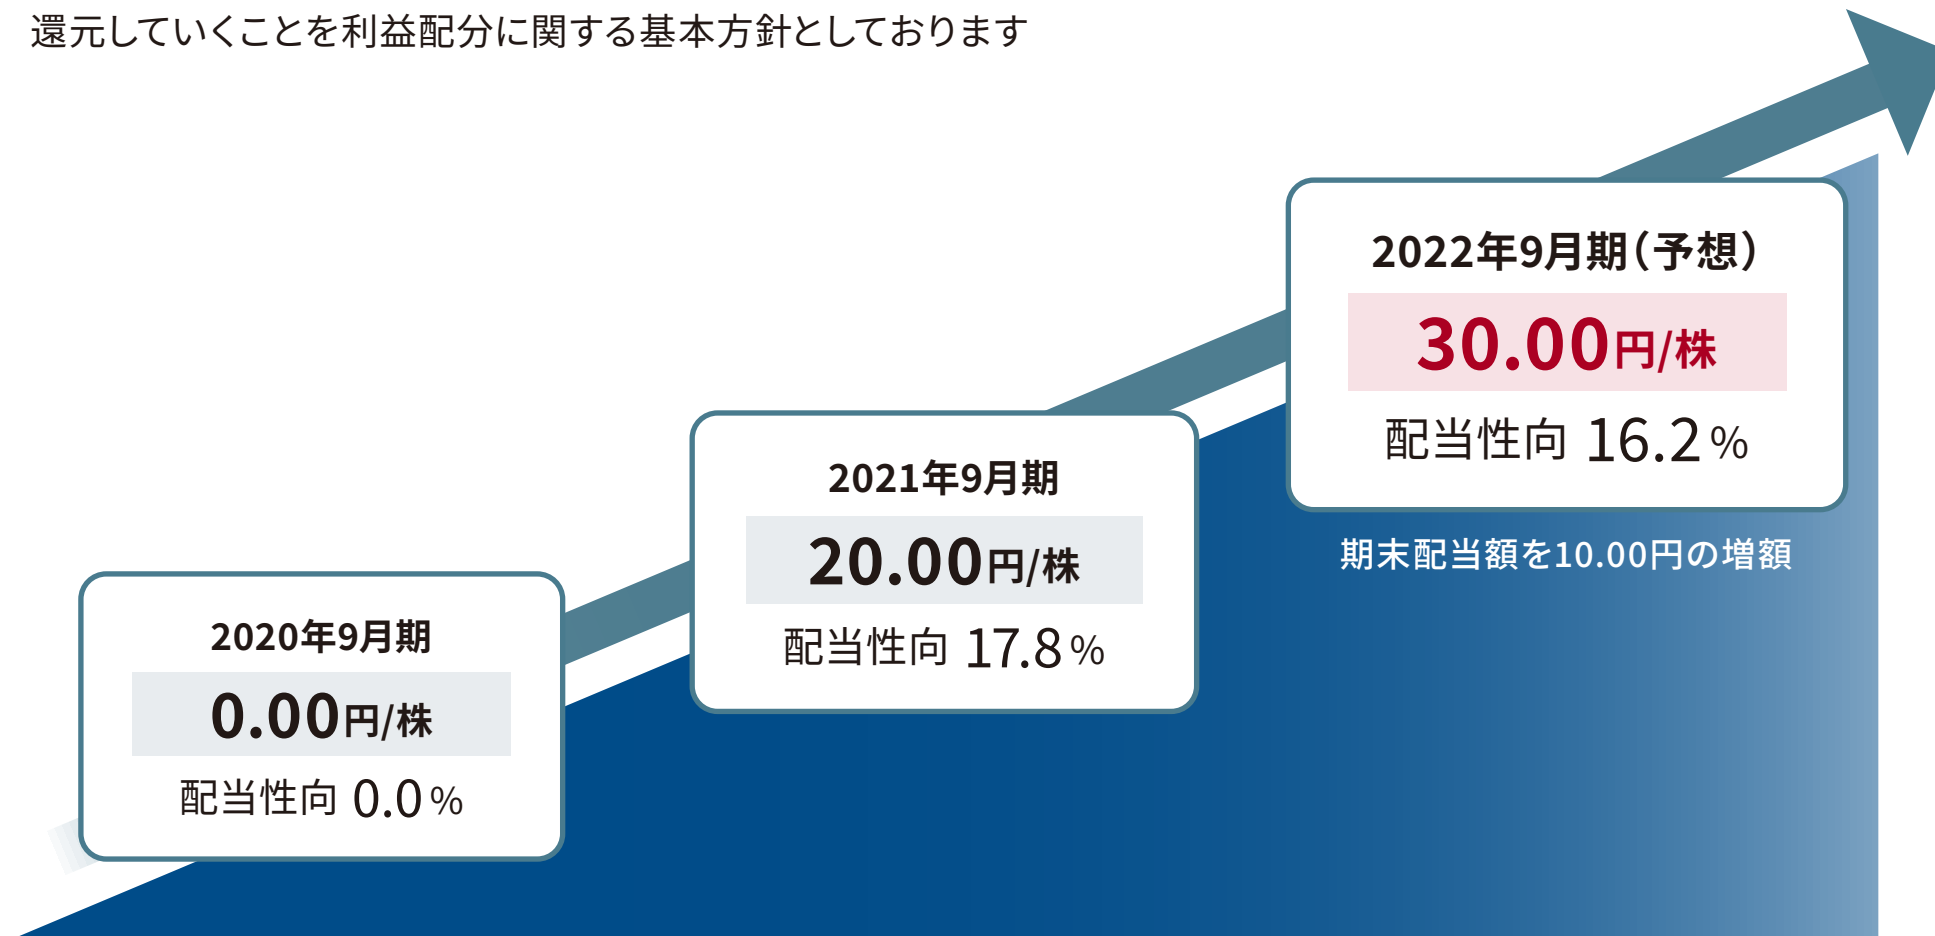 還元していくことを利益配分に関する基本方針としております
2022年9月期(予想)
30.00円/株
配当性向 16.2%
期末配当額を10.00円の増額
2021年9月期
20.00円/株
配当性向 17.8%
2020年9月期
0.00円/株
配当性向 0.0%